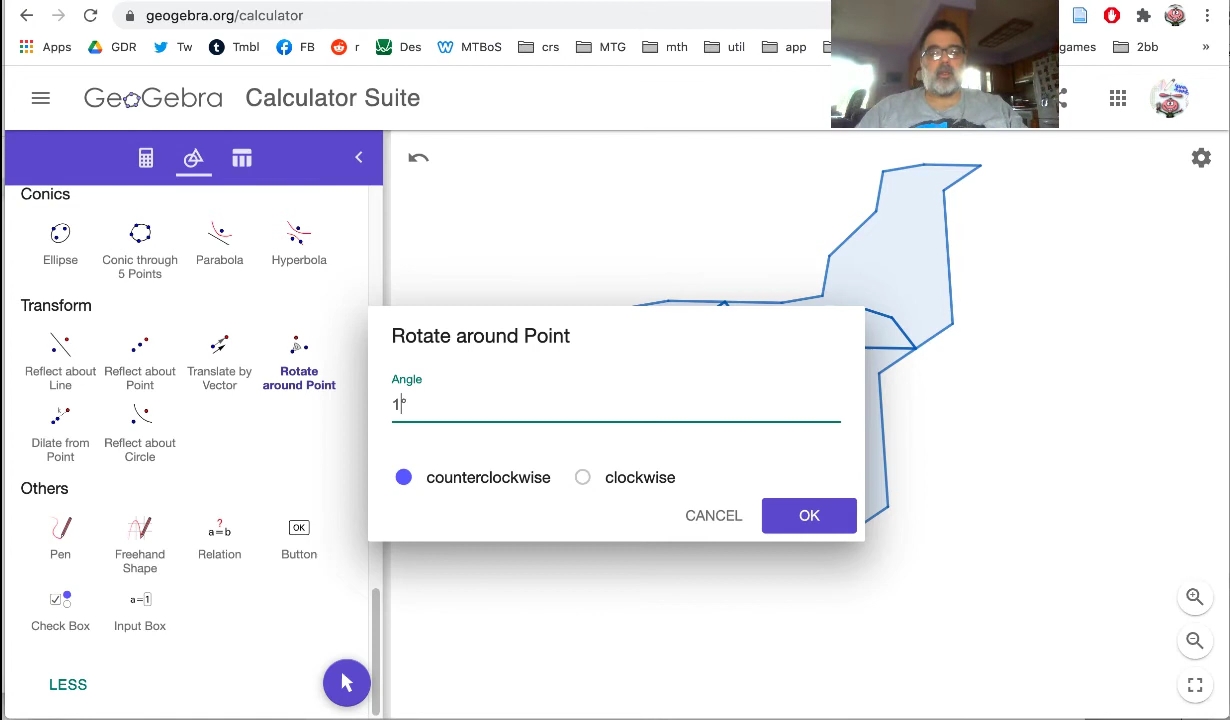 geogebra.org/calculator
Apps GDR Tw Tmbl FB r Des MTBoS crs MTG mth util app games 2bb »
GeoGebra Calculator Suite
Conics
Ellipse Conic through 5 Points Parabola Hyperbola
Transform
Reflect about Line Reflect about Point Translate by Vector Rotate around Point
Dilate from Point Reflect about Circle
Others
Pen Freehand Shape a=b Relation OK Button
Check Box a=1 Input Box
LESS
Rotate around Point
Angle
1°
counterclockwise clockwise
CANCEL OK